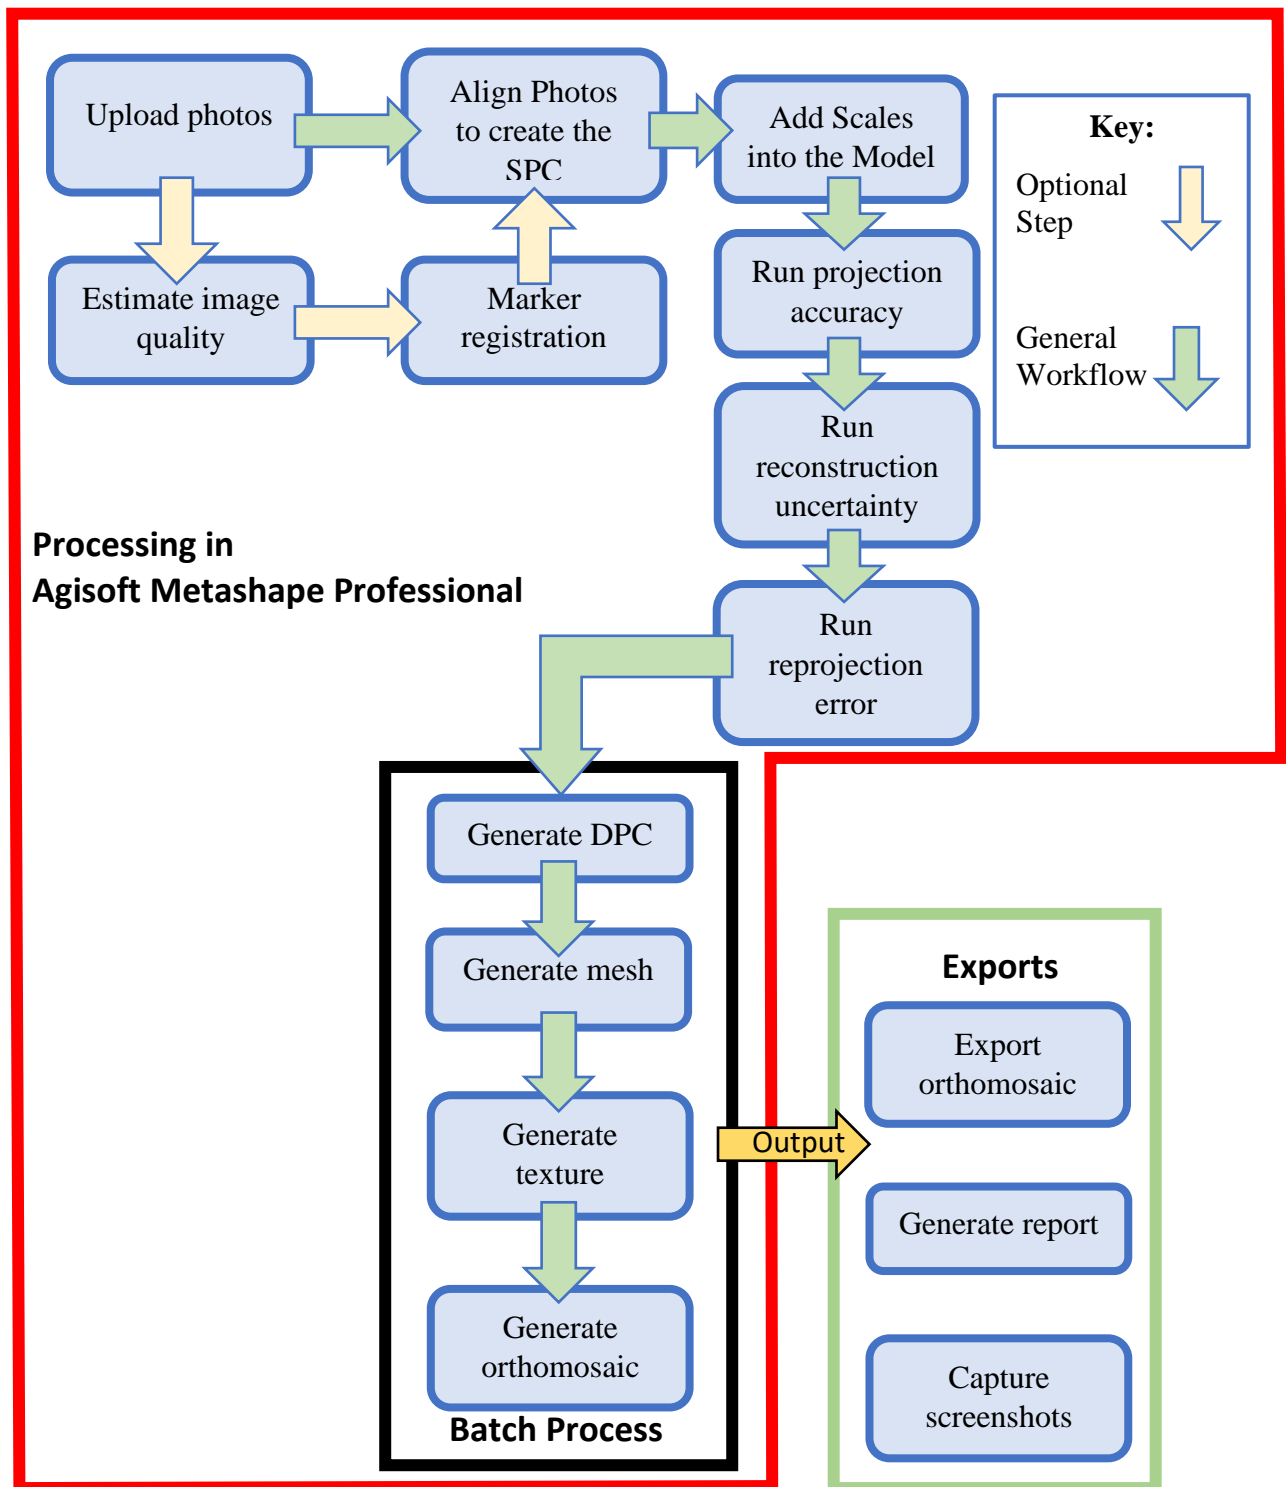 Upload photos
Align Photos
to create the
SPC
Add Scales
into the Model
Key:
Optional
Step
General
Workflow
Estimate image
quality
Marker
registration
Run projection
accuracy
Run
reconstruction
uncertainty
Processing in
Agisoft Metashape Professional
Run
reprojection
error
Generate DPC
Generate mesh
Generate
texture
Generate
orthomosaic
Batch Process
Output
Exports
Export
orthomosaic
Generate report
Capture
screenshots